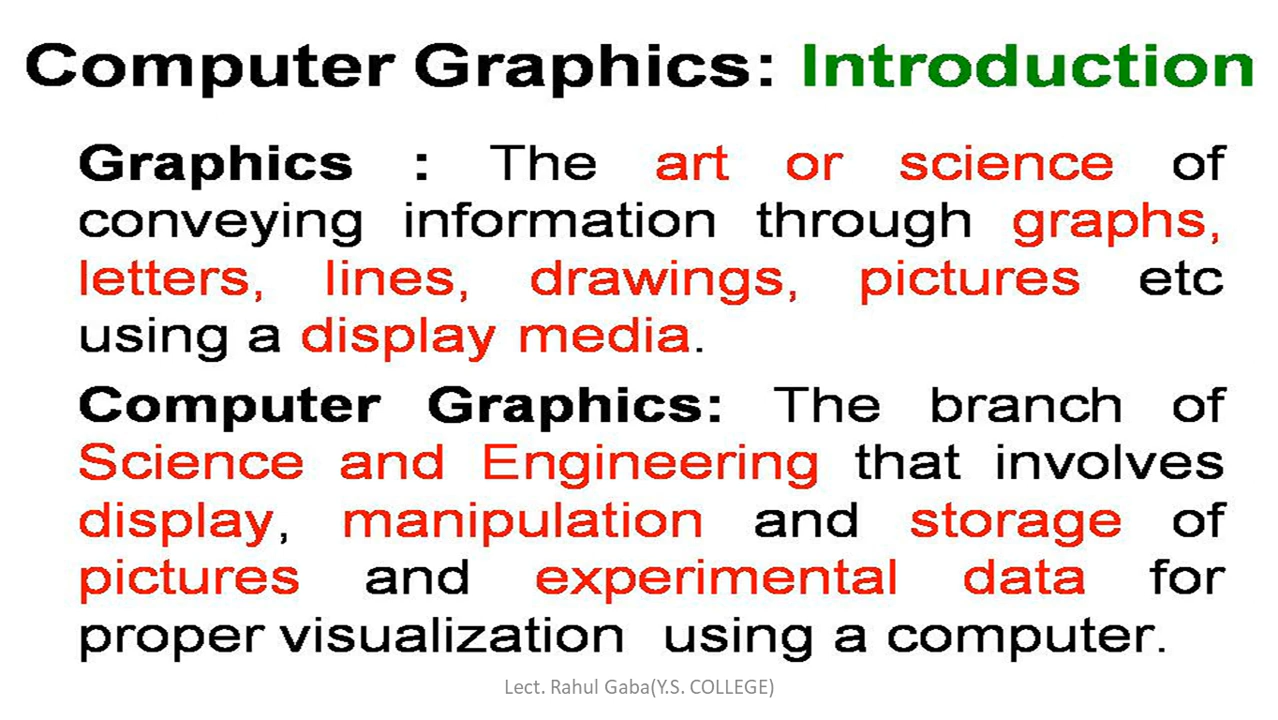 Computer Graphics: Introduction
Graphics : The art or science of
conveying information through graphs,
letters, lines, drawings, pictures etc
using a display media.
Computer Graphics: The branch of
Science and Engineering that involves
display, manipulation and storage of
pictures and experimental data for
proper visualization using a computer.
Lect. Rahul Gaba(Y.S. COLLEGE)